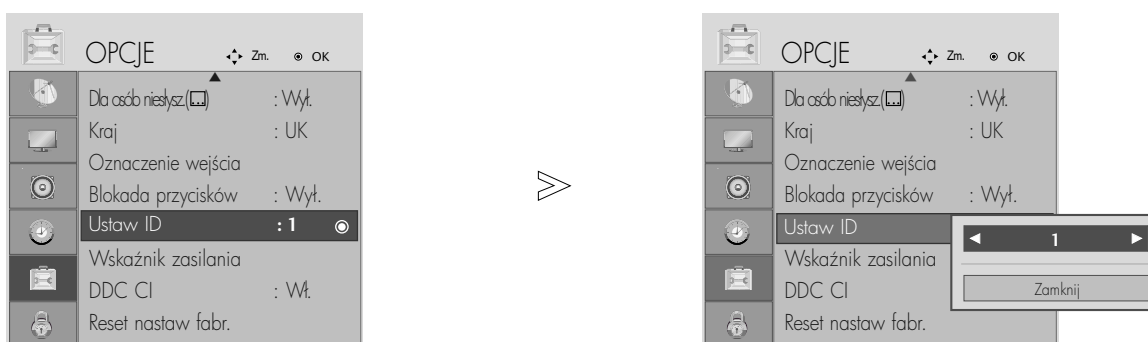 OPCJE Zm. OK
Dla osób niesłysz.( ) : Wył.
Kraj : UK
Oznaczenie wejścia
Blokada przycisków : Wył.
Ustaw ID : 1
Wskaźnik zasilania
DDC CI : Wł.
Reset nastaw fabr.
OPCJE Zm. OK
Dla osób niesłysz.( ) : Wył.
Kraj : UK
Oznaczenie wejścia
Blokada przycisków : Wył.
Ustaw ID
◄ 1 ►
Wskaźnik zasilania
DDC CI
Zamknij
Reset nastaw fabr.